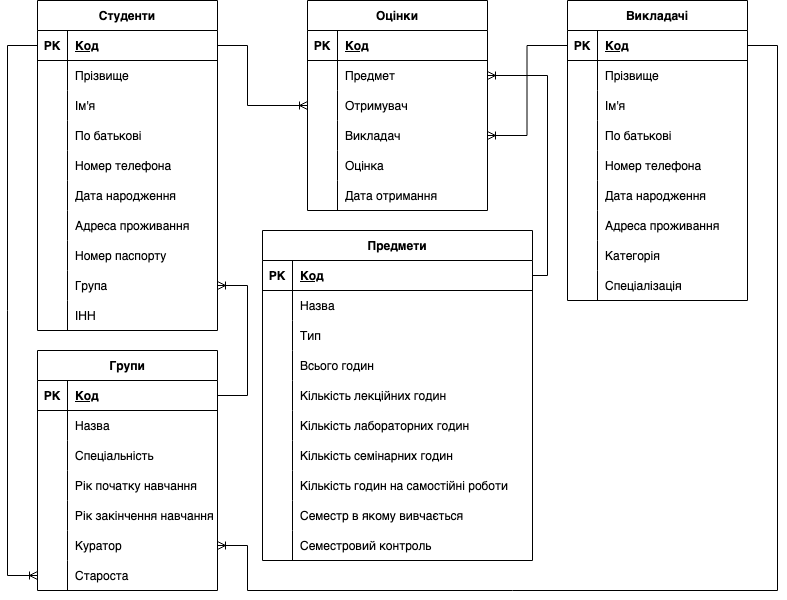 Студенти
PK Код
Прізвище
Ім'я
По батькові
Номер телефона
Дата народження
Адреса проживання
Номер паспорту
Група
ІНН
Оцінки
PK Код
Предмет
Отримувач
Викладач
Оцінка
Дата отримання
Викладачі
PK Код
Прізвище
Ім'я
По батькові
Номер телефона
Дата народження
Адреса проживання
Категорія
Спеціалізація
Групи
PK Код
Назва
Спеціальність
Рік початку навчання
Рік закінчення навчання
Куратор
Староста
Предмети
PK Код
Назва
Тип
Всього годин
Кількість лекційних годин
Кількість лабораторних годин
Кількість семінарних годин
Кількість годин на самостійні роботи
Семестр в якому вивчається
Семестровий контроль